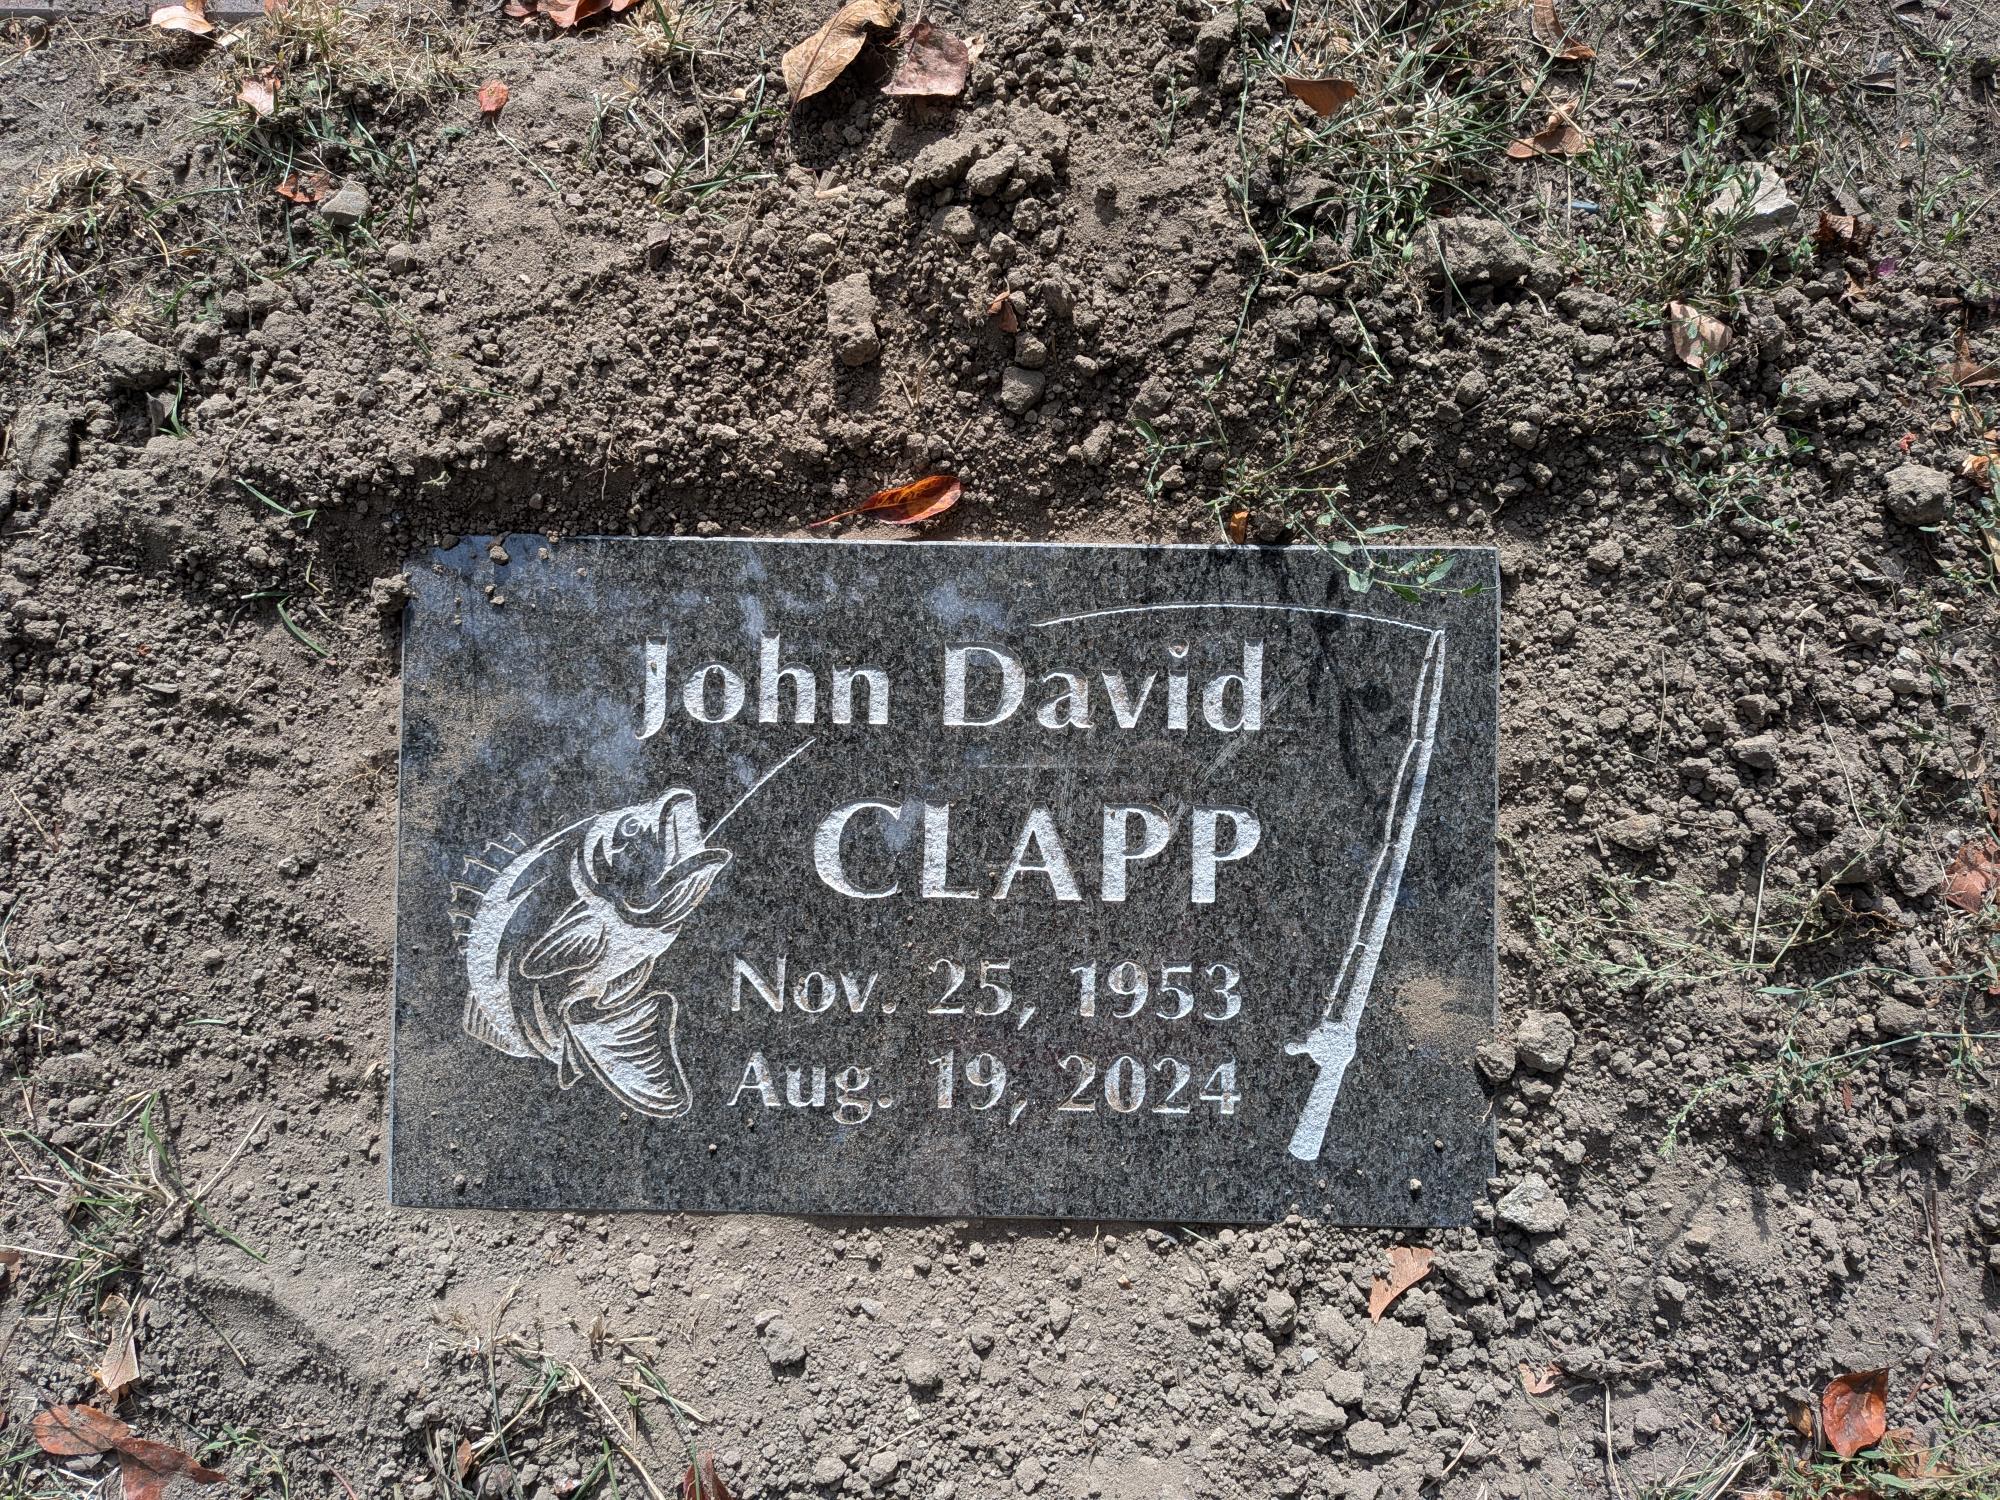 John David
CLAPP
Nov. 25, 1953
Aug. 19, 2024